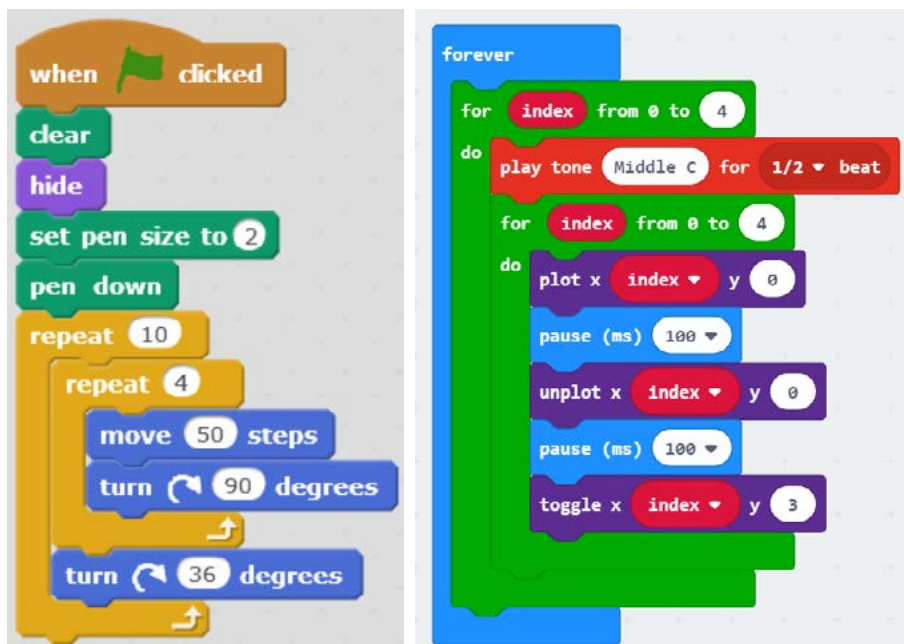 when clicked
clear
hide
set pen size to 2
pen down
repeat 10
repeat 4
move 50 steps
turn 90 degrees
turn 36 degrees
forever
for index from 0 to 4
do
play tone Middle C for 1/2 beat
for index from 0 to 4
do
plot x index y 0
pause (ms) 100
unplot x index y 0
pause (ms) 100
toggle x index y 3